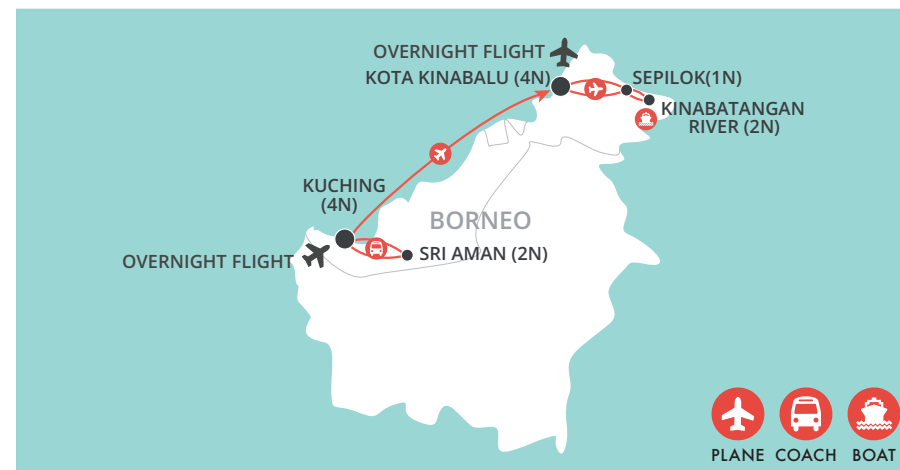 OVERNIGHT FLIGHT
KOTA KINABALU (4N)
SEPILOK(1N)
KINABATANGAN
RIVER (2N)
KUCHING
(4N)
BORNEO
SRI AMAN (2N)
OVERNIGHT FLIGHT
PLANE COACH BOAT